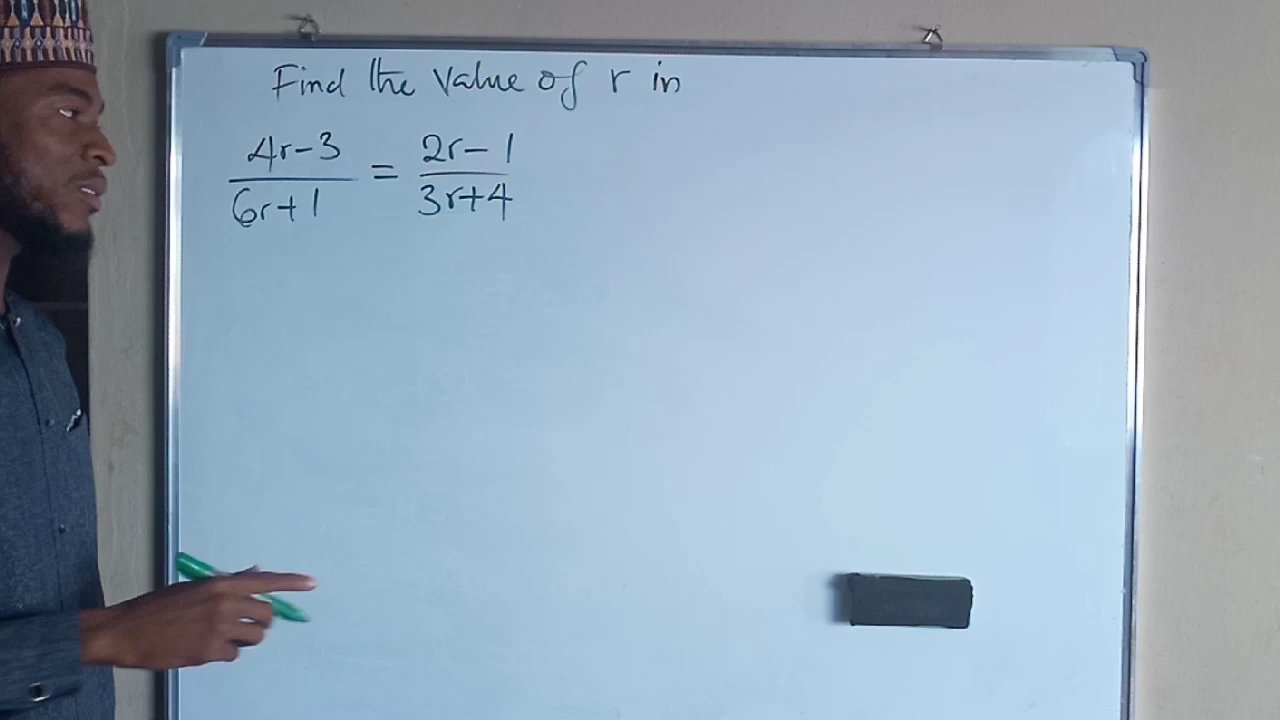 Find the value of r in
4r-3 = 2r-1
6r+1 3r+4